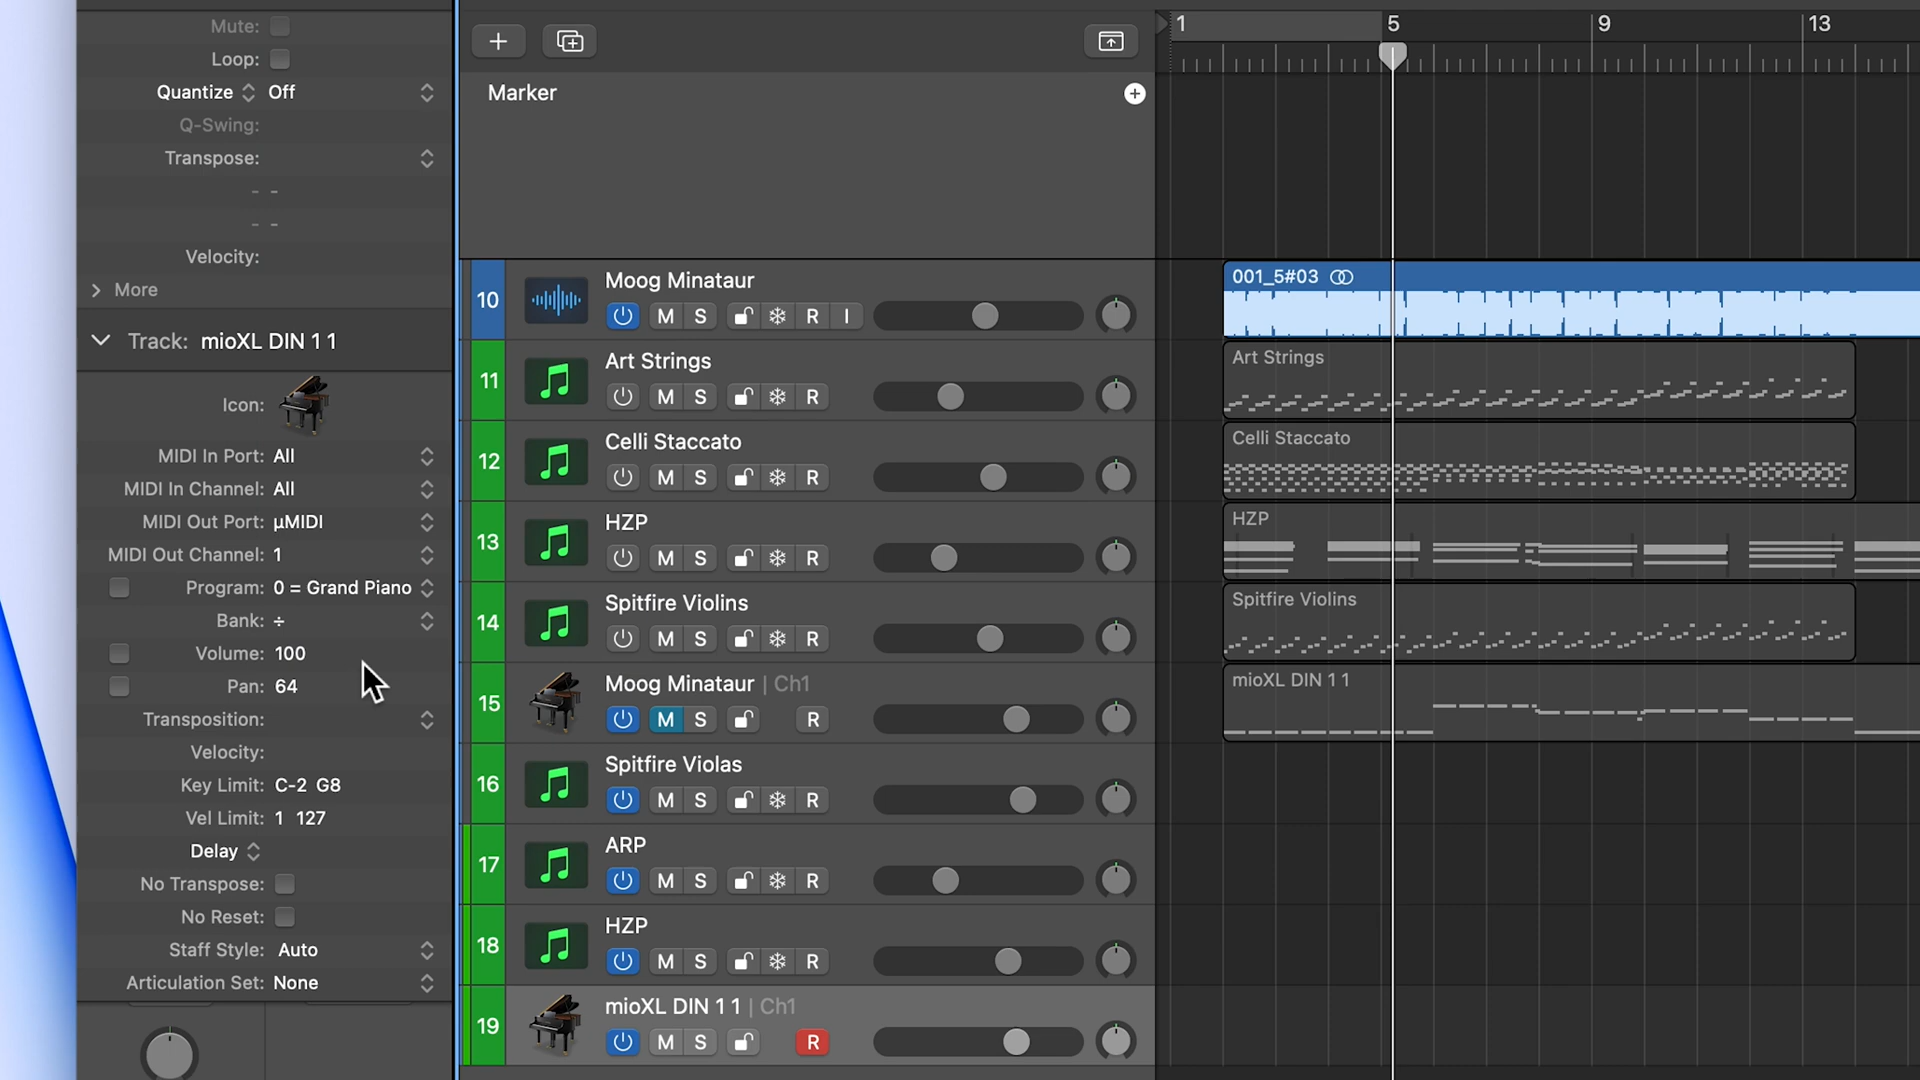 Mute:
Loop:
Quantize Off
Q-Swing:
Transpose:
- -
- -
Velocity:
More
Track: mioXL DIN 1 1
Icon:
MIDI In Port: All
MIDI In Channel: All
MIDI Out Port: µMIDI
MIDI Out Channel: 1
Program: 0 = Grand Piano
Bank: ÷
Volume: 100
Pan: 64
Transposition:
Velocity:
Key Limit: C-2 G8
Vel Limit: 1 127
Delay
No Transpose:
No Reset:
Staff Style: Auto
Articulation Set: None
Marker
1 5 9 13
10 Moog Minataur
M S R I
11 Art Strings
M S R
12 Celli Staccato
M S R
13 HZP
M S R
14 Spitfire Violins
M S R
15 Moog Minataur | Ch1
M S R
16 Spitfire Violas
M S R
17 ARP
M S R
18 HZP
M S R
19 mioXL DIN 1 1 | Ch1
M S R
001_5#03
Art Strings
Celli Staccato
HZP
Spitfire Violins
mioXL DIN 1 1